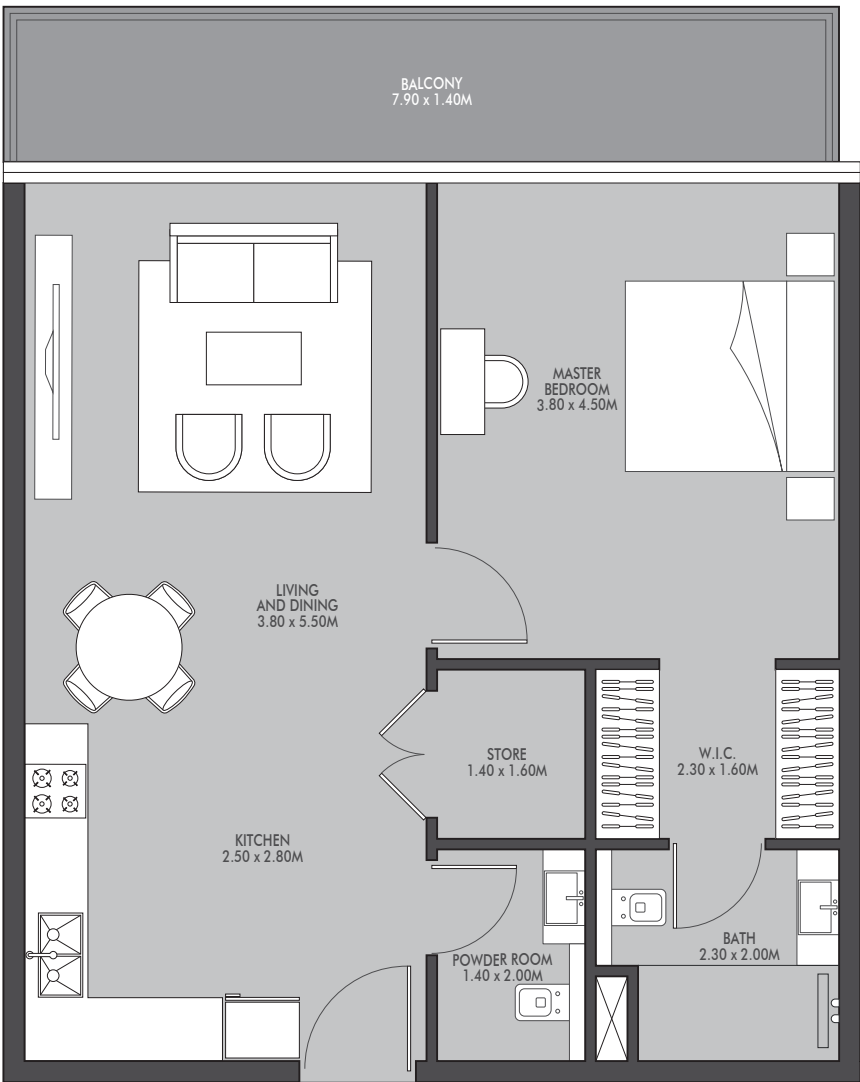 BALCONY
7.90 x 1.40M
MASTER
BEDROOM
3.80 x 4.50M
LIVING
AND DINING
3.80 x 5.50M
STORE
1.40 x 1.60M
W.I.C.
2.30 x 1.60M
KITCHEN
2.50 x 2.80M
POWDER ROOM
1.40 x 2.00M
BATH
2.30 x 2.00M